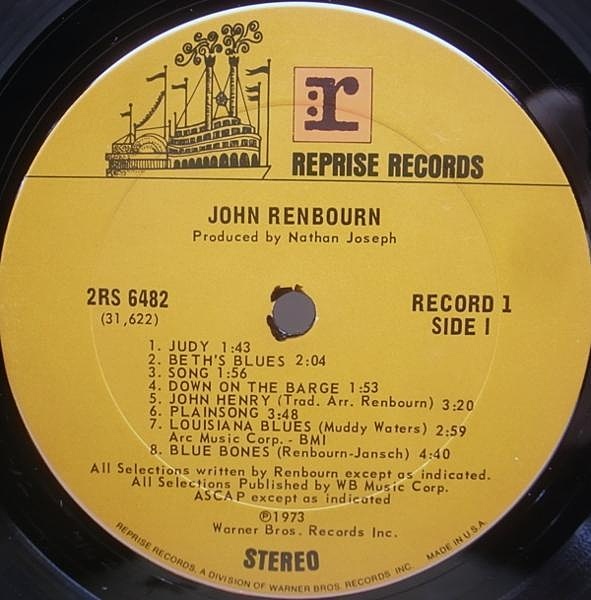 r
REPRISE RECORDS
JOHN RENBOURN
Produced by Nathan Joseph
2RS 6482
(31,622)
RECORD 1
SIDE 1
1. JUDY 1:43
2. BETH'S BLUES 2:04
3. SONG 1:56
4. DOWN ON THE BARGE 1:53
5. JOHN HENRY (Trad. Arr. Renbourn) 3:20
6. PLAINSONG 3:48
7. LOUISIANA BLUES (Muddy Waters) 2:59
Arc Music Corp. - BMI
8. BLUE BONES (Renbourn-Jansch) 4:40
All Selections written by Renbourn except as indicated.
All Selections Published by WB Music Corp.
ASCAP except as indicated
℗1973
Warner Bros. Records Inc.
STEREO
REPRISE RECORDS, A DIVISION OF WARNER BROS. RECORDS INC. MADE IN U.S.A.